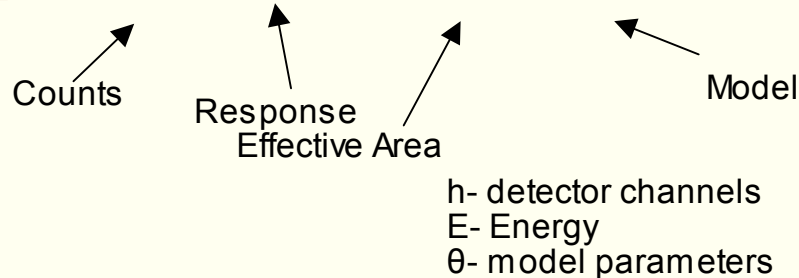 Counts
Model
Response
Effective Area
h- detector channels
E- Energy
θ- model parameters